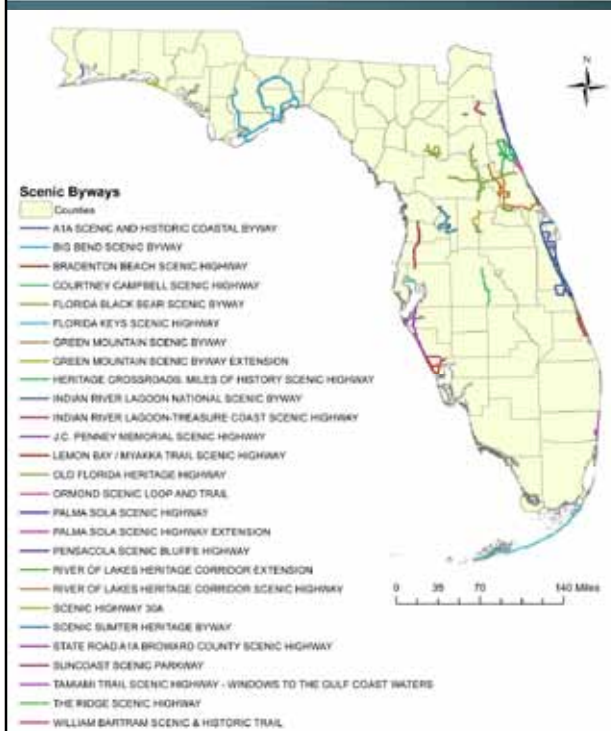 N
Scenic Byways
Counties
A1A SCENIC AND HISTORIC COASTAL BYWAY
BIG BEND SCENIC BYWAY
BRADENTON BEACH SCENIC HIGHWAY
COURTNEY CAMPBELL SCENIC HIGHWAY
FLORIDA BLACK BEAR SCENIC BYWAY
FLORIDA KEYS SCENIC HIGHWAY
GREEN MOUNTAIN SCENIC BYWAY
GREEN MOUNTAIN SCENIC BYWAY EXTENSION
HERITAGE CROSSROADS: MILES OF HISTORY SCENIC HIGHWAY
INDIAN RIVER LAGOON NATIONAL SCENIC BYWAY
INDIAN RIVER LAGOON-TREASURE COAST SCENIC HIGHWAY
J.C. PENNEY MEMORIAL SCENIC HIGHWAY
LEMON BAY / MYAKKA TRAIL SCENIC HIGHWAY
OLD FLORIDA HERITAGE HIGHWAY
ORMOND SCENIC LOOP AND TRAIL
PALMA SOLA SCENIC HIGHWAY
PALMA SOLA SCENIC HIGHWAY EXTENSION
PENSACOLA SCENIC BLUFFS HIGHWAY
RIVER OF LAKES HERITAGE CORRIDOR EXTENSION
RIVER OF LAKES HERITAGE CORRIDOR SCENIC HIGHWAY
SCENIC HIGHWAY 30A
SCENIC SUMTER HERITAGE BYWAY
STATE ROAD A1A BROWARD COUNTY SCENIC HIGHWAY
SUNCOAST SCENIC PARKWAY
TAMIAMI TRAIL SCENIC HIGHWAY - WINDOWS TO THE GULF COAST WATERS
THE RIDGE SCENIC HIGHWAY
WILLIAM BARTRAM SCENIC & HISTORIC TRAIL
0 35 70 140 Miles